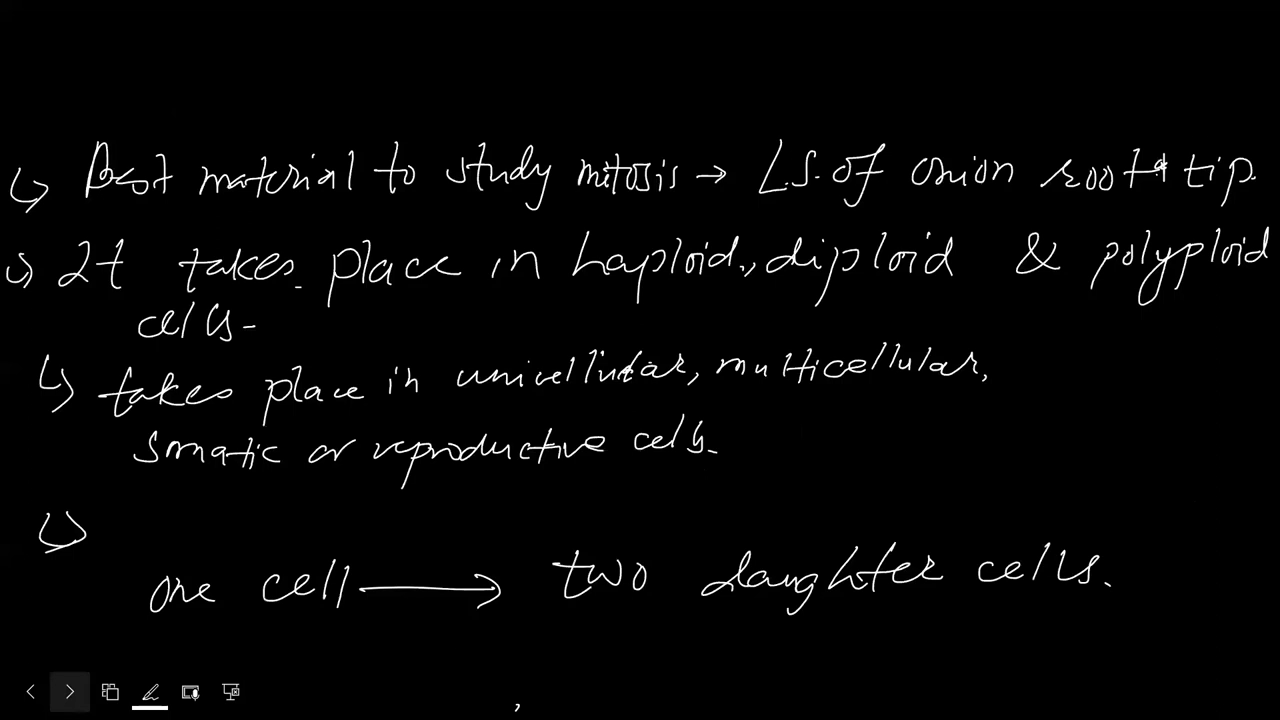 ↳ Best material to study mitosis → L.S. of onion root tip.
↳ It takes place in haploid, diploid & polyploid
cells.
↳ takes place in unicellular, multicellular,
somatic or reproductive cells.
↳
one cell → two daughter cells.